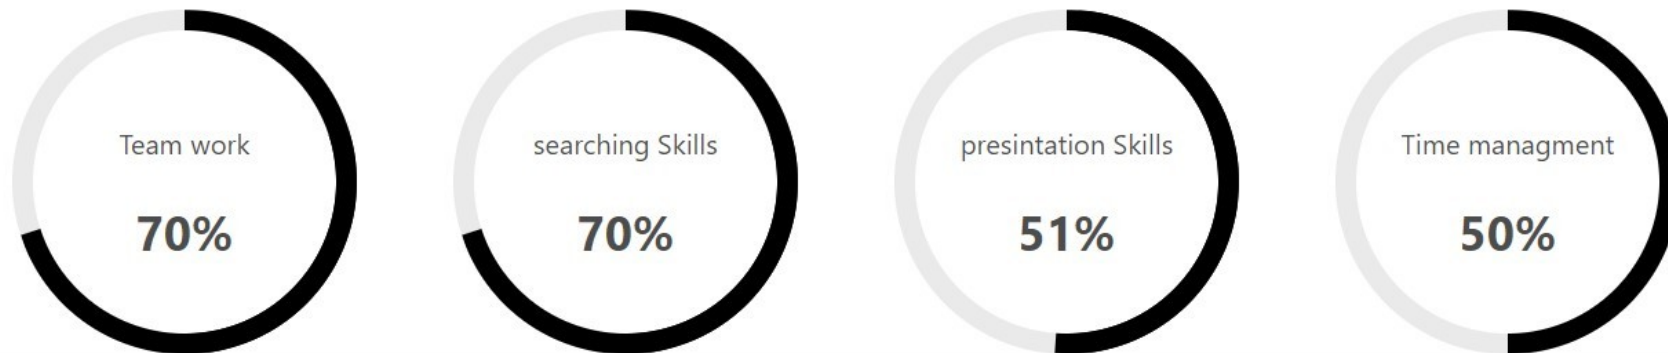 Team work
70%
searching Skills
70%
presintation Skills
51%
Time managment
50%